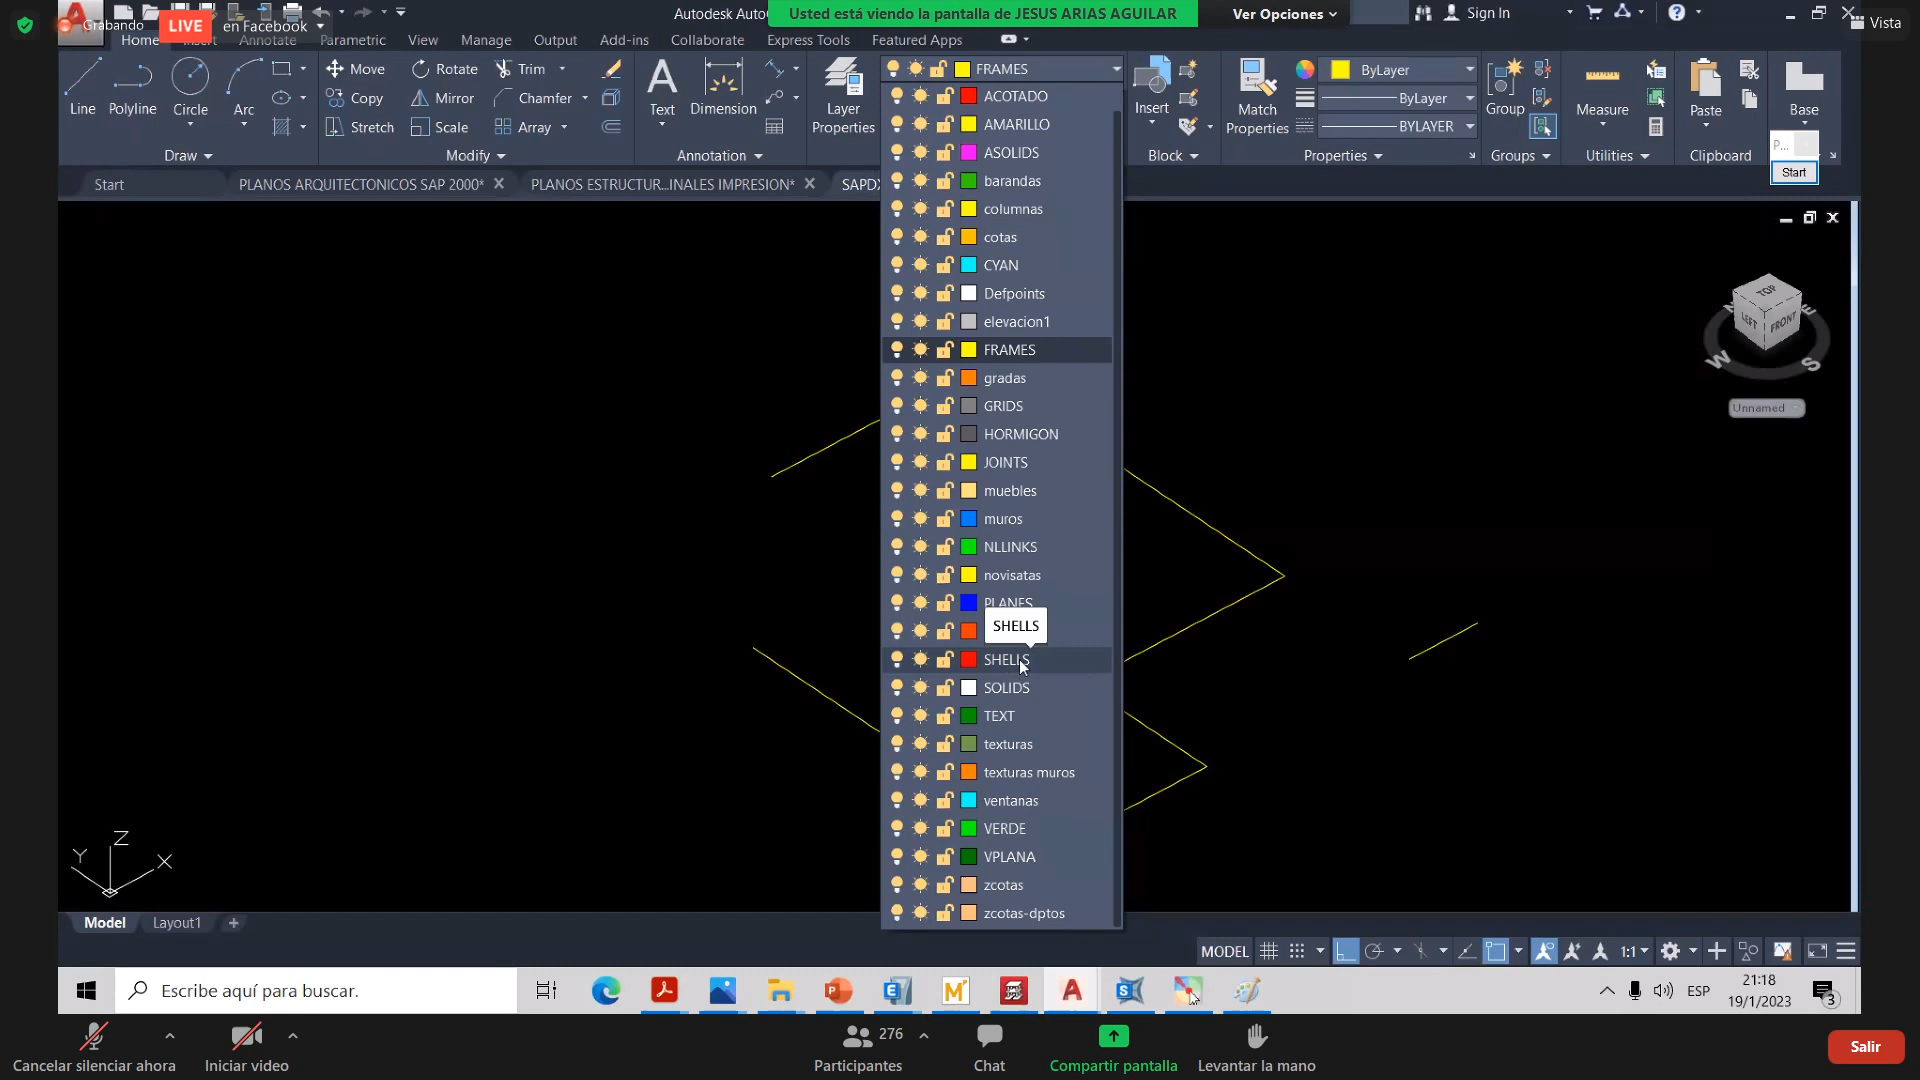 Grabando
LIVE
en Facebook
Autodesk Auto
Usted está viendo la pantalla de JESUS ARIAS AGUILAR
Ver Opciones
Sign In
Vista
Home
Insert
Annotate
Parametric
View
Manage
Output
Add-ins
Collaborate
Express Tools
Featured Apps
Line
Polyline
Circle
Arc
Draw
Move
Rotate
Trim
Copy
Mirror
Chamfer
Stretch
Scale
Array
Modify
Text
Dimension
Annotation
Layer
Properties
FRAMES
Insert
Block
Match
Properties
ByLayer
ByLayer
BYLAYER
Properties
Group
Groups
Measure
Utilities
Paste
Clipboard
Base
P...
Start
Start
PLANOS ARQUITECTONICOS SAP 2000*
PLANOS ESTRUCTUR...INALES IMPRESION*
SAPD
ACOTADO
AMARILLO
ASOLIDS
barandas
columnas
cotas
CYAN
Defpoints
elevacion1
FRAMES
gradas
GRIDS
HORMIGON
JOINTS
muebles
muros
NLLINKS
novisatas
PLANES
SHELLS
SHELLS
SOLIDS
TEXT
texturas
texturas muros
ventanas
VERDE
VPLANA
zcotas
zcotas-dptos
TOP
LEFT
FRONT
W
S
Unnamed
Z
Y
X
Model
Layout1
+
MODEL
1:1
Escribe aquí para buscar.
ESP
21:18
19/1/2023
3
Cancelar silenciar ahora
Iniciar video
276
Participantes
Chat
Compartir pantalla
Levantar la mano
Salir